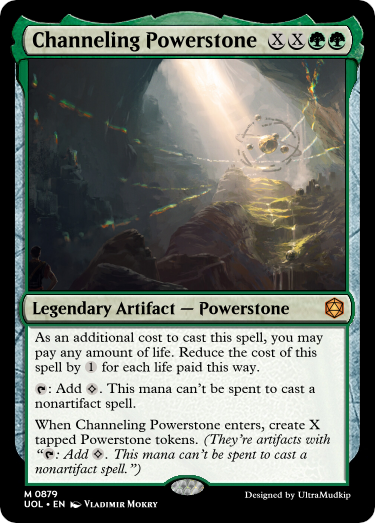 Channeling Powerstone XX
Legendary Artifact — Powerstone
As an additional cost to cast this spell, you may
pay any amount of life. Reduce the cost of this
spell by 1 for each life paid this way.
: Add . This mana can't be spent to cast a
nonartifact spell.
When Channeling Powerstone enters, create X
tapped Powerstone tokens. (They're artifacts with
“: Add . This mana can't be spent to cast a
nonartifact spell.”)
M 0879
UOL • EN Vladimir Mokry
Designed by UltraMudkip